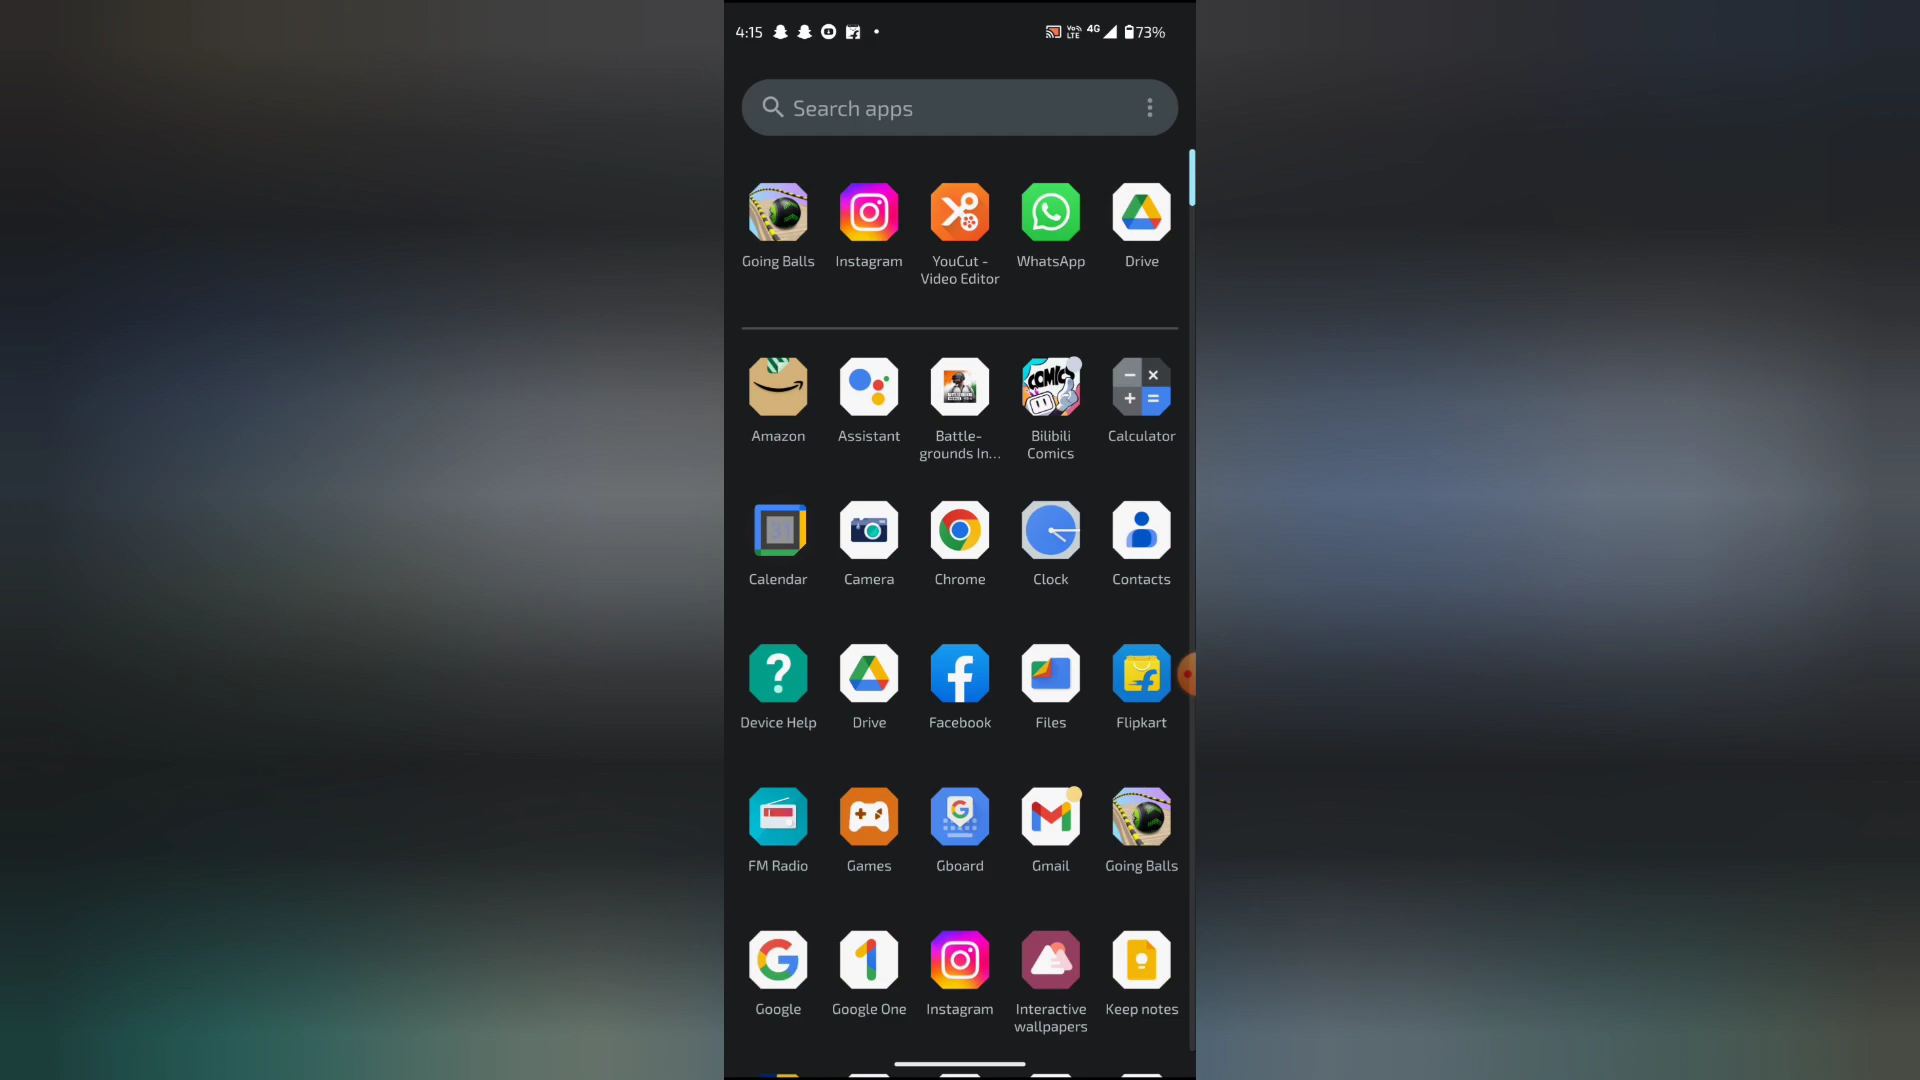 4:15 VoLTE 4G 73%
Search apps
Going Balls Instagram YouCut - WhatsApp Drive
Video Editor
Amazon Assistant Battle- Bilibili Calculator
grounds In... Comics
31
Calendar Camera Chrome Clock Contacts
Device Help Drive Facebook Files Flipkart
FM Radio Games Gboard Gmail Going Balls
Google Google One Instagram Interactive Keep notes
wallpapers